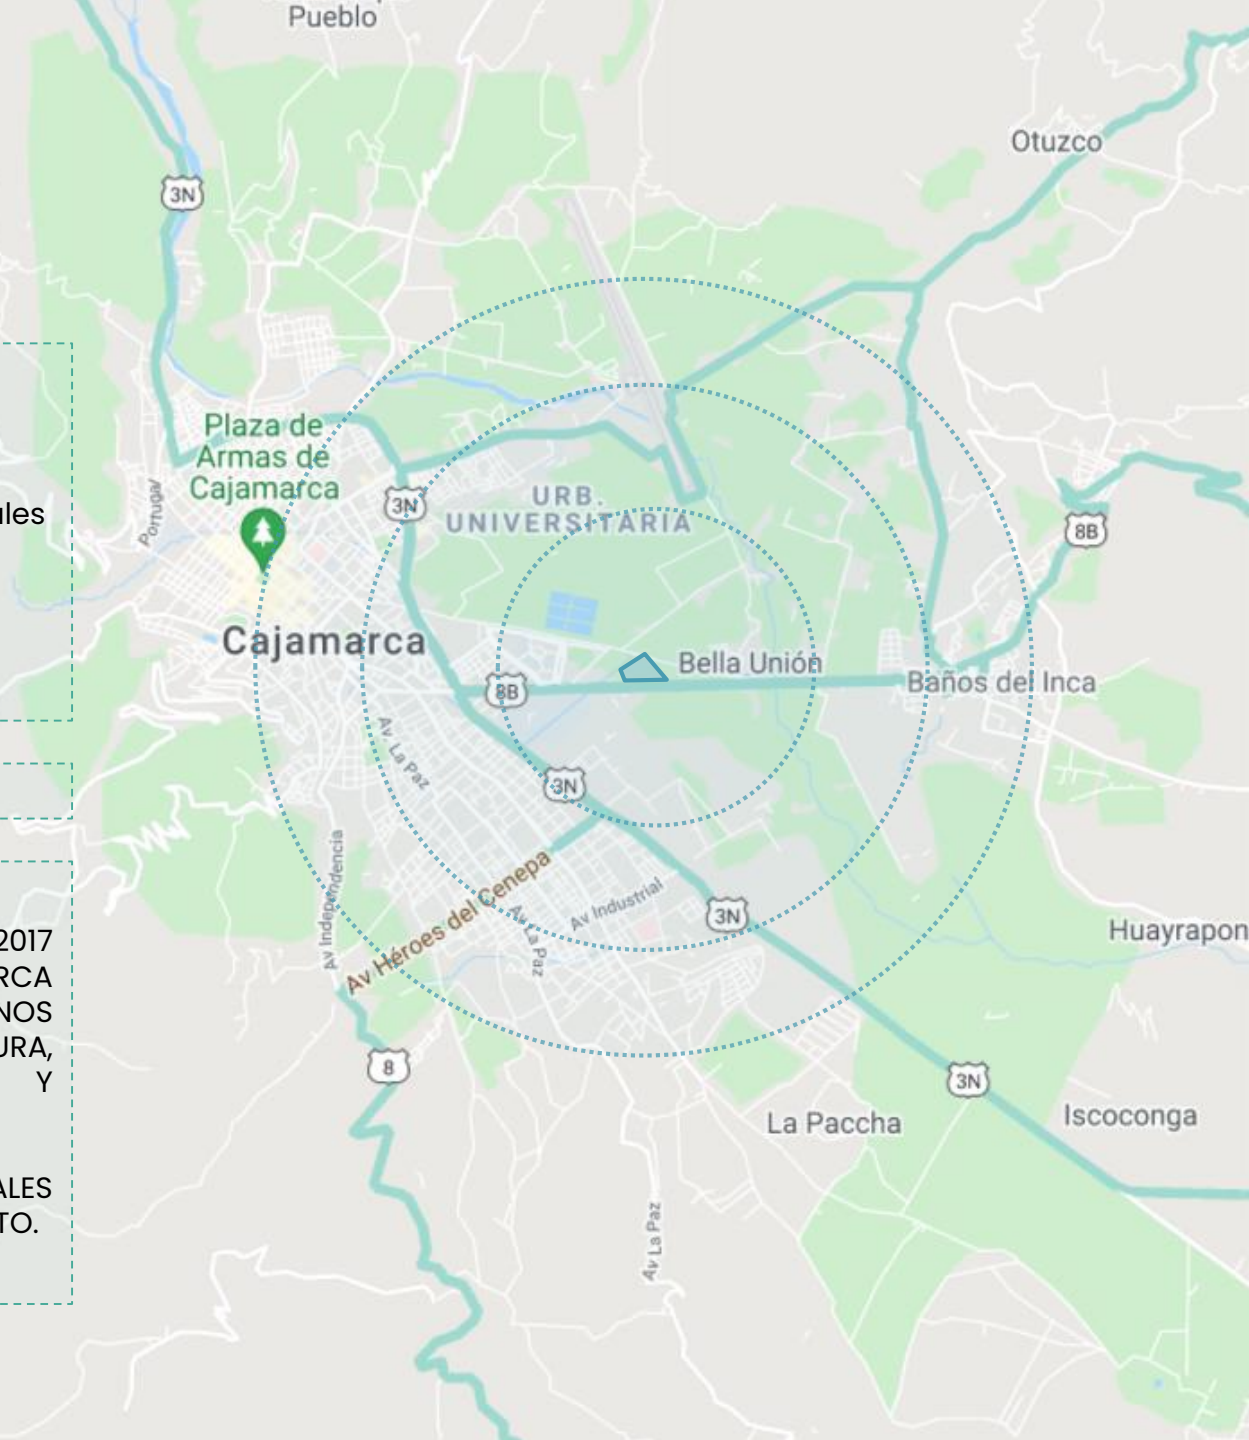 Pueblo
Otuzco
3N
Plaza de
Armas de
Cajamarca
Portugal
3N
URB.
UNIVERSITARIA
8B
Cajamarca
Bella Unión
8B
Baños del Inca
Av La Paz
3N
Av Independencia
Av Héroes del Cenepa
Av Industrial
Av La Paz
3N
Huayrapon
8
3N
La Paccha
Iscoconga
Av La Paz
ales
2017
RCA
NOS
URA,
Y
ALES
TO.